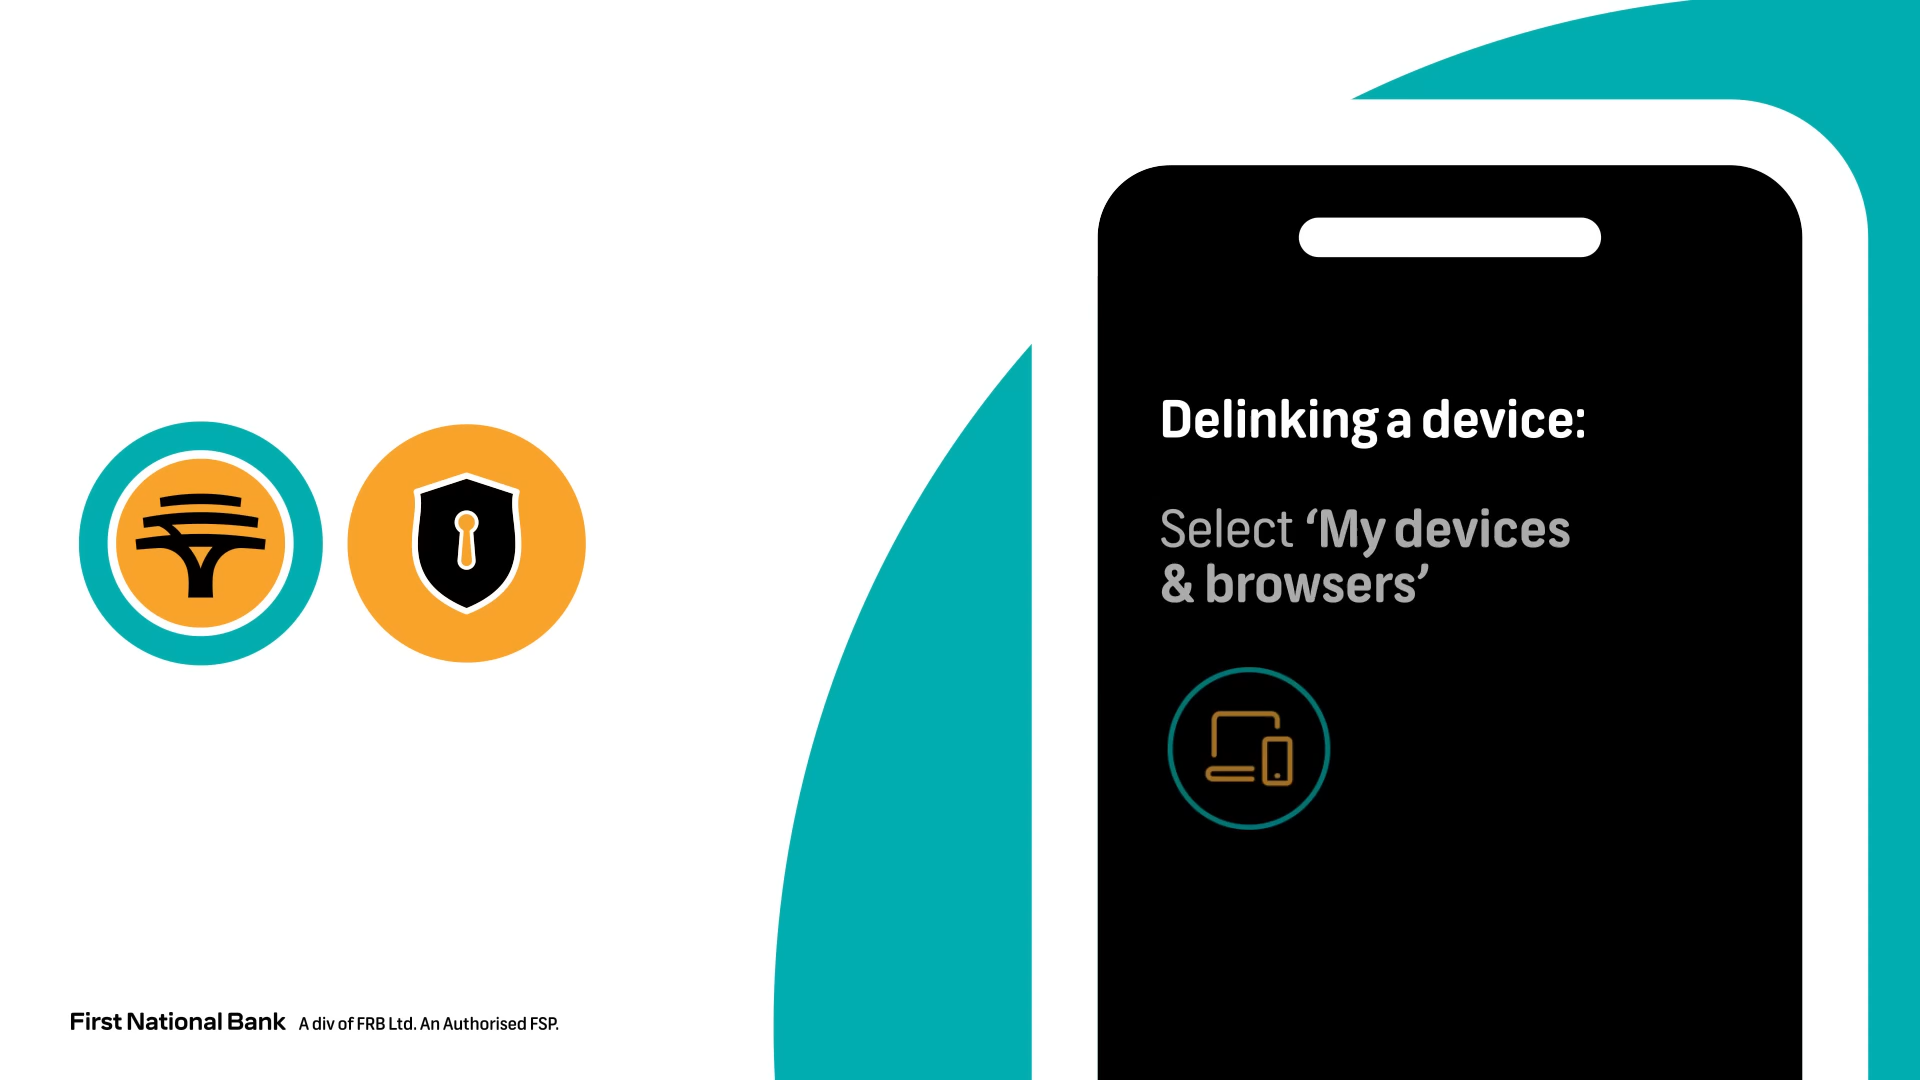 Delinking a device:
Select ‘My devices
& browsers’
First National Bank A div of FRB Ltd. An Authorised FSP.